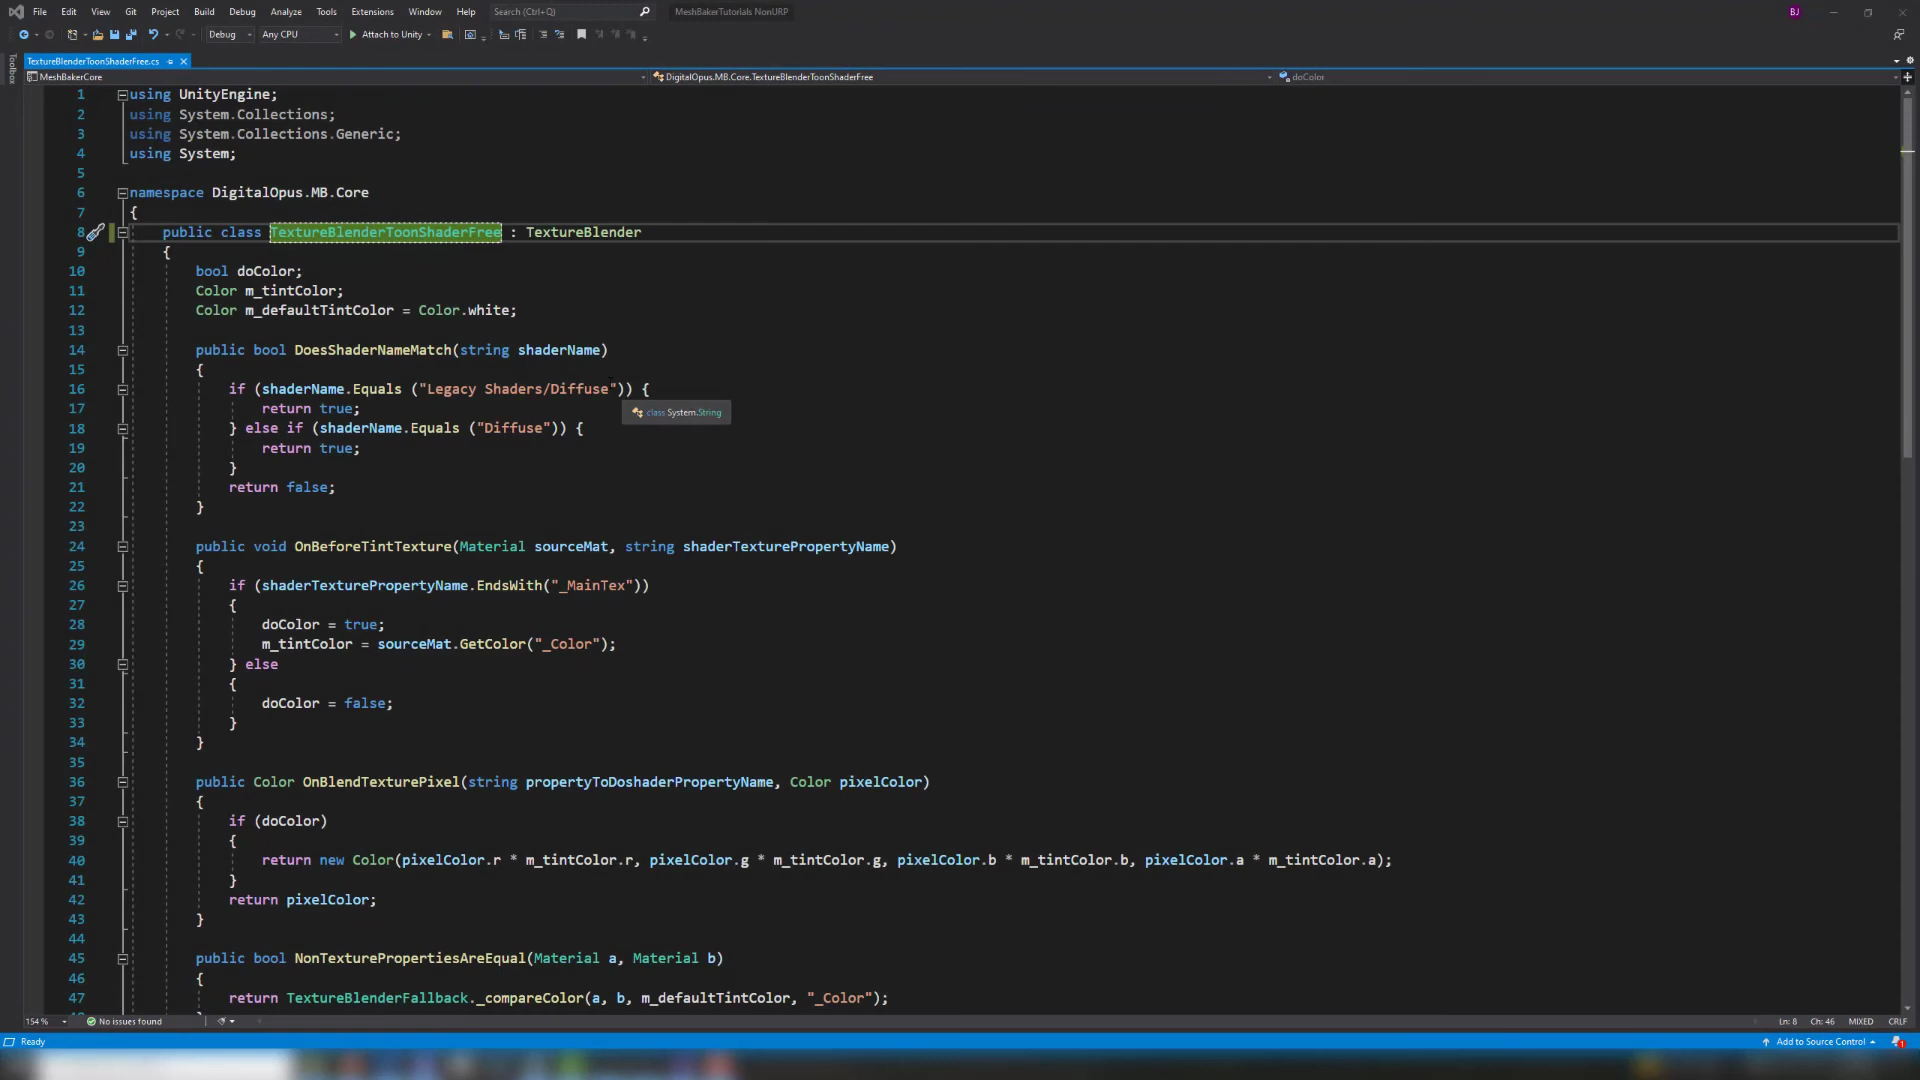 File Edit View Git Project Build Debug Analyze Tools Extensions Window Help Search (Ctrl+Q) MeshBakerTutorials NonURP BJ
Debug Any CPU Attach to Unity
Toolbox
TextureBlenderToonShaderFree.cs
MeshBakerCore DigitalOpus.MB.Core.TextureBlenderToonShaderFree doColor
1 using UnityEngine;
2 using System.Collections;
3 using System.Collections.Generic;
4 using System;
5
6 namespace DigitalOpus.MB.Core
7 {
8 public class TextureBlenderToonShaderFree : TextureBlender
9 {
10 bool doColor;
11 Color m_tintColor;
12 Color m_defaultTintColor = Color.white;
13
14 public bool DoesShaderNameMatch(string shaderName)
15 {
16 if (shaderName.Equals ("Legacy Shaders/Diffuse")) {
17 return true;
class System.String
18 } else if (shaderName.Equals ("Diffuse")) {
19 return true;
20 }
21 return false;
22 }
23
24 public void OnBeforeTintTexture(Material sourceMat, string shaderTexturePropertyName)
25 {
26 if (shaderTexturePropertyName.EndsWith("_MainTex"))
27 {
28 doColor = true;
29 m_tintColor = sourceMat.GetColor("_Color");
30 } else
31 {
32 doColor = false;
33 }
34 }
35
36 public Color OnBlendTexturePixel(string propertyToDoshaderPropertyName, Color pixelColor)
37 {
38 if (doColor)
39 {
40 return new Color(pixelColor.r * m_tintColor.r, pixelColor.g * m_tintColor.g, pixelColor.b * m_tintColor.b, pixelColor.a * m_tintColor.a);
41 }
42 return pixelColor;
43 }
44
45 public bool NonTexturePropertiesAreEqual(Material a, Material b)
46 {
47 return TextureBlenderFallback._compareColor(a, b, m_defaultTintColor, "_Color");
154 % No issues found Ln: 8 Ch: 46 MIXED CRLF
Ready Add to Source Control 1